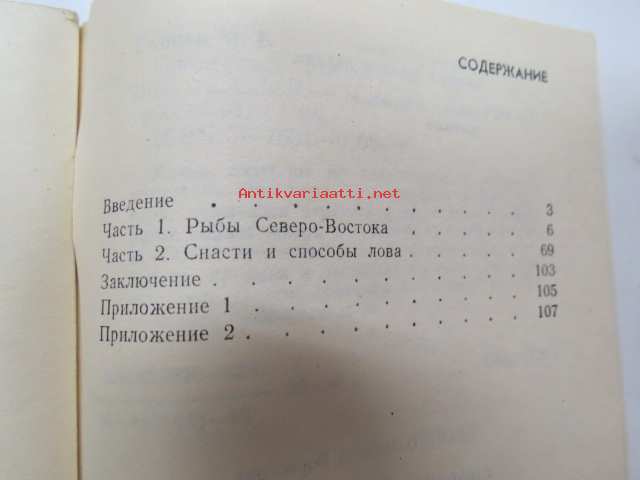 СОДЕРЖАНИЕ
Antikvariaatti.net
Введение . . . . . . . . . . . 3
Часть 1. Рыбы Северо-Востока . . . . . 6
Часть 2. Снасти и способы лова . . . . . 69
Заключение . . . . . . . . . . . 103
Приложение 1 . . . . . . . . . . 105
Приложение 2 . . . . . . . . . . 107